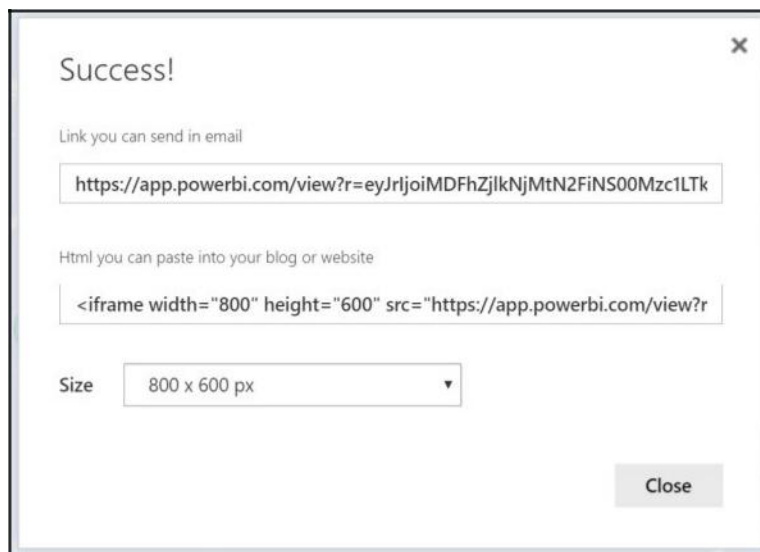 Success!
Link you can send in email
https://app.powerbi.com/view?r=eyJrIjoiMDFhZjlkNjMtN2FiNS00Mzc1LTk
Html you can paste into your blog or website
<iframe width="800" height="600" src="https://app.powerbi.com/view?r
Size 800 x 600 px
Close